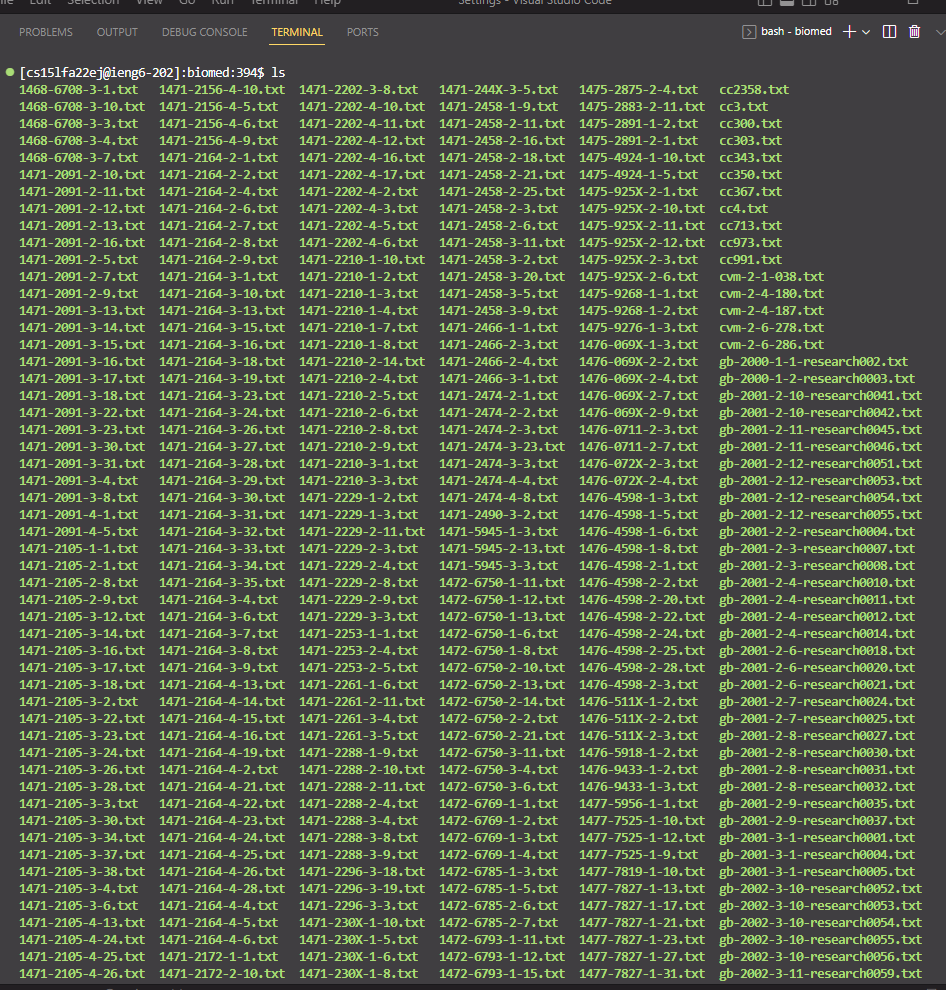 Edit Selection View Go Run Terminal Help Settings - Visual Studio Code
PROBLEMS OUTPUT DEBUG CONSOLE TERMINAL PORTS bash - biomed
[cs15lfa22ej@ieng6-202]:biomed:394$ ls
1468-6708-3-1.txt 1471-2156-4-10.txt 1471-2202-3-8.txt 1471-244X-3-5.txt 1475-2875-2-4.txt cc2358.txt
1468-6708-3-10.txt 1471-2156-4-5.txt 1471-2202-4-10.txt 1471-2458-1-9.txt 1475-2883-2-11.txt cc3.txt
1468-6708-3-3.txt 1471-2156-4-6.txt 1471-2202-4-11.txt 1471-2458-2-11.txt 1475-2891-1-2.txt cc300.txt
1468-6708-3-4.txt 1471-2156-4-9.txt 1471-2202-4-12.txt 1471-2458-2-16.txt 1475-2891-2-1.txt cc303.txt
1468-6708-3-7.txt 1471-2164-2-1.txt 1471-2202-4-16.txt 1471-2458-2-18.txt 1475-4924-1-10.txt cc343.txt
1471-2091-2-10.txt 1471-2164-2-2.txt 1471-2202-4-17.txt 1471-2458-2-21.txt 1475-4924-1-5.txt cc350.txt
1471-2091-2-11.txt 1471-2164-2-4.txt 1471-2202-4-2.txt 1471-2458-2-25.txt 1475-925X-2-1.txt cc367.txt
1471-2091-2-12.txt 1471-2164-2-6.txt 1471-2202-4-3.txt 1471-2458-2-3.txt 1475-925X-2-10.txt cc4.txt
1471-2091-2-13.txt 1471-2164-2-7.txt 1471-2202-4-5.txt 1471-2458-2-6.txt 1475-925X-2-11.txt cc713.txt
1471-2091-2-16.txt 1471-2164-2-8.txt 1471-2202-4-6.txt 1471-2458-3-11.txt 1475-925X-2-12.txt cc973.txt
1471-2091-2-5.txt 1471-2164-2-9.txt 1471-2210-1-10.txt 1471-2458-3-2.txt 1475-925X-2-3.txt cc991.txt
1471-2091-2-7.txt 1471-2164-3-1.txt 1471-2210-1-2.txt 1471-2458-3-20.txt 1475-925X-2-6.txt cvm-2-1-038.txt
1471-2091-2-9.txt 1471-2164-3-10.txt 1471-2210-1-3.txt 1471-2458-3-5.txt 1475-9268-1-1.txt cvm-2-4-180.txt
1471-2091-3-13.txt 1471-2164-3-13.txt 1471-2210-1-4.txt 1471-2458-3-9.txt 1475-9268-1-2.txt cvm-2-4-187.txt
1471-2091-3-14.txt 1471-2164-3-15.txt 1471-2210-1-7.txt 1471-2466-1-1.txt 1475-9276-1-3.txt cvm-2-6-278.txt
1471-2091-3-15.txt 1471-2164-3-16.txt 1471-2210-1-8.txt 1471-2466-2-3.txt 1476-069X-1-3.txt cvm-2-6-286.txt
1471-2091-3-16.txt 1471-2164-3-18.txt 1471-2210-2-14.txt 1471-2466-2-4.txt 1476-069X-2-2.txt gb-2000-1-1-research002.txt
1471-2091-3-17.txt 1471-2164-3-19.txt 1471-2210-2-4.txt 1471-2466-3-1.txt 1476-069X-2-4.txt gb-2000-1-2-research0003.txt
1471-2091-3-18.txt 1471-2164-3-23.txt 1471-2210-2-5.txt 1471-2474-2-1.txt 1476-069X-2-7.txt gb-2001-2-10-research0041.txt
1471-2091-3-22.txt 1471-2164-3-24.txt 1471-2210-2-6.txt 1471-2474-2-2.txt 1476-069X-2-9.txt gb-2001-2-10-research0042.txt
1471-2091-3-23.txt 1471-2164-3-26.txt 1471-2210-2-8.txt 1471-2474-2-3.txt 1476-0711-2-3.txt gb-2001-2-11-research0045.txt
1471-2091-3-30.txt 1471-2164-3-27.txt 1471-2210-2-9.txt 1471-2474-3-23.txt 1476-0711-2-7.txt gb-2001-2-11-research0046.txt
1471-2091-3-31.txt 1471-2164-3-28.txt 1471-2210-3-1.txt 1471-2474-3-3.txt 1476-072X-2-3.txt gb-2001-2-12-research0051.txt
1471-2091-3-4.txt 1471-2164-3-29.txt 1471-2210-3-3.txt 1471-2474-4-4.txt 1476-072X-2-4.txt gb-2001-2-12-research0053.txt
1471-2091-3-8.txt 1471-2164-3-30.txt 1471-2229-1-2.txt 1471-2474-4-8.txt 1476-4598-1-3.txt gb-2001-2-12-research0054.txt
1471-2091-4-1.txt 1471-2164-3-31.txt 1471-2229-1-3.txt 1471-2490-3-2.txt 1476-4598-1-5.txt gb-2001-2-12-research0055.txt
1471-2091-4-5.txt 1471-2164-3-32.txt 1471-2229-2-11.txt 1471-5945-1-3.txt 1476-4598-1-6.txt gb-2001-2-2-research0004.txt
1471-2105-1-1.txt 1471-2164-3-33.txt 1471-2229-2-3.txt 1471-5945-2-13.txt 1476-4598-1-8.txt gb-2001-2-3-research0007.txt
1471-2105-2-1.txt 1471-2164-3-34.txt 1471-2229-2-4.txt 1471-5945-3-3.txt 1476-4598-2-1.txt gb-2001-2-3-research0008.txt
1471-2105-2-8.txt 1471-2164-3-35.txt 1471-2229-2-8.txt 1472-6750-1-11.txt 1476-4598-2-2.txt gb-2001-2-4-research0010.txt
1471-2105-2-9.txt 1471-2164-3-4.txt 1471-2229-2-9.txt 1472-6750-1-12.txt 1476-4598-2-20.txt gb-2001-2-4-research0011.txt
1471-2105-3-12.txt 1471-2164-3-6.txt 1471-2229-3-3.txt 1472-6750-1-13.txt 1476-4598-2-22.txt gb-2001-2-4-research0012.txt
1471-2105-3-14.txt 1471-2164-3-7.txt 1471-2253-1-1.txt 1472-6750-1-6.txt 1476-4598-2-24.txt gb-2001-2-4-research0014.txt
1471-2105-3-16.txt 1471-2164-3-8.txt 1471-2253-2-4.txt 1472-6750-1-8.txt 1476-4598-2-25.txt gb-2001-2-6-research0018.txt
1471-2105-3-17.txt 1471-2164-3-9.txt 1471-2253-2-5.txt 1472-6750-2-10.txt 1476-4598-2-28.txt gb-2001-2-6-research0020.txt
1471-2105-3-18.txt 1471-2164-4-13.txt 1471-2261-1-6.txt 1472-6750-2-13.txt 1476-4598-2-3.txt gb-2001-2-6-research0021.txt
1471-2105-3-2.txt 1471-2164-4-14.txt 1471-2261-2-11.txt 1472-6750-2-14.txt 1476-511X-1-2.txt gb-2001-2-7-research0024.txt
1471-2105-3-22.txt 1471-2164-4-15.txt 1471-2261-3-4.txt 1472-6750-2-2.txt 1476-511X-2-2.txt gb-2001-2-7-research0025.txt
1471-2105-3-23.txt 1471-2164-4-16.txt 1471-2261-3-5.txt 1472-6750-2-21.txt 1476-511X-2-3.txt gb-2001-2-8-research0027.txt
1471-2105-3-24.txt 1471-2164-4-19.txt 1471-2288-1-9.txt 1472-6750-3-11.txt 1476-5918-1-2.txt gb-2001-2-8-research0030.txt
1471-2105-3-26.txt 1471-2164-4-2.txt 1471-2288-2-10.txt 1472-6750-3-4.txt 1476-9433-1-2.txt gb-2001-2-8-research0031.txt
1471-2105-3-28.txt 1471-2164-4-21.txt 1471-2288-2-11.txt 1472-6750-3-6.txt 1476-9433-1-3.txt gb-2001-2-8-research0032.txt
1471-2105-3-3.txt 1471-2164-4-22.txt 1471-2288-2-4.txt 1472-6769-1-1.txt 1477-5956-1-1.txt gb-2001-2-9-research0035.txt
1471-2105-3-30.txt 1471-2164-4-23.txt 1471-2288-3-4.txt 1472-6769-1-2.txt 1477-7525-1-10.txt gb-2001-2-9-research0037.txt
1471-2105-3-34.txt 1471-2164-4-24.txt 1471-2288-3-8.txt 1472-6769-1-3.txt 1477-7525-1-12.txt gb-2001-3-1-research0001.txt
1471-2105-3-37.txt 1471-2164-4-25.txt 1471-2288-3-9.txt 1472-6769-1-4.txt 1477-7525-1-9.txt gb-2001-3-1-research0004.txt
1471-2105-3-38.txt 1471-2164-4-26.txt 1471-2296-3-18.txt 1472-6785-1-3.txt 1477-7819-1-10.txt gb-2001-3-1-research0005.txt
1471-2105-3-4.txt 1471-2164-4-28.txt 1471-2296-3-19.txt 1472-6785-1-5.txt 1477-7827-1-13.txt gb-2002-3-10-research0052.txt
1471-2105-3-6.txt 1471-2164-4-4.txt 1471-2296-3-3.txt 1472-6785-2-6.txt 1477-7827-1-17.txt gb-2002-3-10-research0053.txt
1471-2105-4-13.txt 1471-2164-4-5.txt 1471-230X-1-10.txt 1472-6785-2-7.txt 1477-7827-1-21.txt gb-2002-3-10-research0054.txt
1471-2105-4-24.txt 1471-2164-4-6.txt 1471-230X-1-5.txt 1472-6793-1-11.txt 1477-7827-1-23.txt gb-2002-3-10-research0055.txt
1471-2105-4-25.txt 1471-2172-1-1.txt 1471-230X-1-6.txt 1472-6793-1-12.txt 1477-7827-1-27.txt gb-2002-3-10-research0056.txt
1471-2105-4-26.txt 1471-2172-2-10.txt 1471-230X-1-8.txt 1472-6793-1-15.txt 1477-7827-1-31.txt gb-2002-3-11-research0059.txt